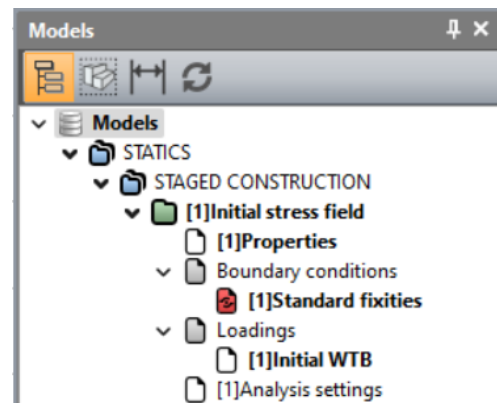 Models
Models
STATICS
STAGED CONSTRUCTION
[1]Initial stress field
[1]Properties
Boundary conditions
[1]Standard fixities
Loadings
[1]Initial WTB
[1]Analysis settings